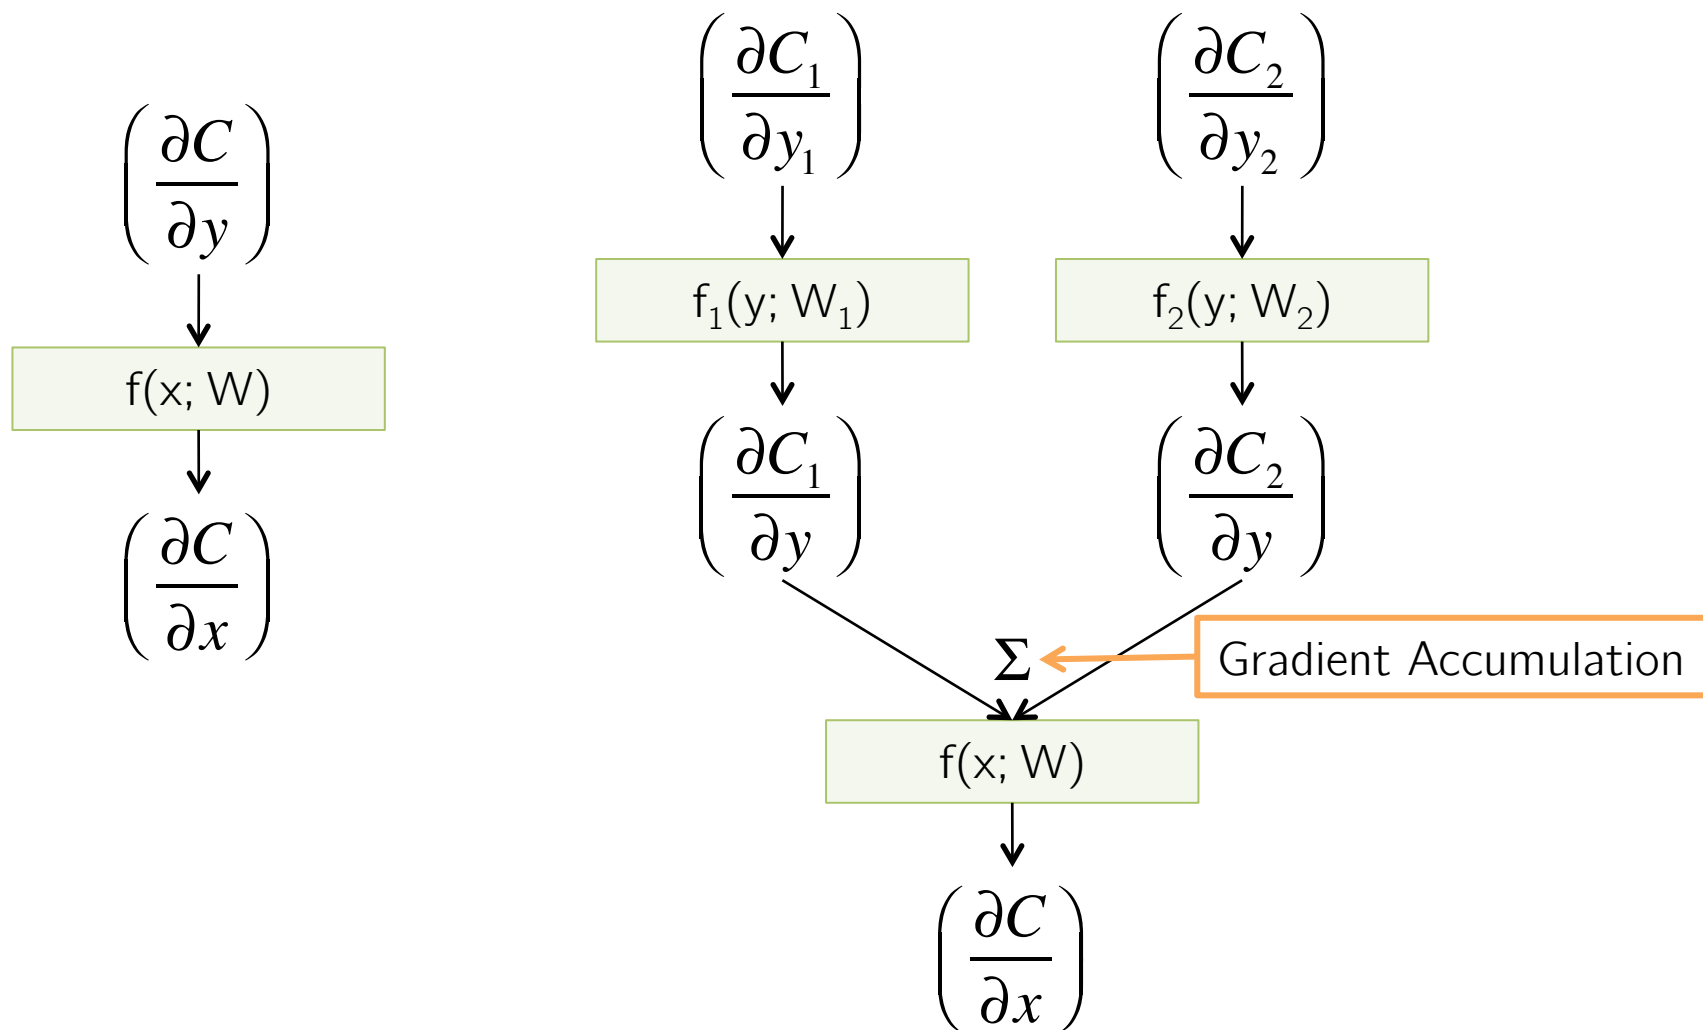 (∂C/∂y)
f(x; W)
(∂C/∂x)
(∂C₁/∂y₁)
(∂C₂/∂y₂)
f₁(y; W₁)
f₂(y; W₂)
(∂C₁/∂y)
(∂C₂/∂y)
Σ
Gradient Accumulation
f(x; W)
(∂C/∂x)